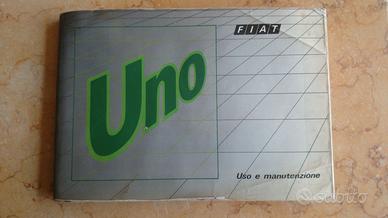 FIAT
Uno
Uso e manutenzione
subito